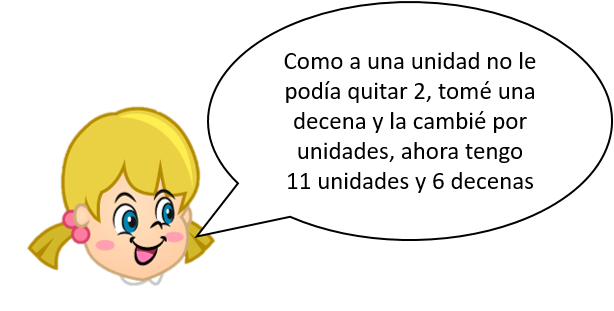 Como a una unidad no le
podía quitar 2, tomé una
decena y la cambié por
unidades, ahora tengo
11 unidades y 6 decenas